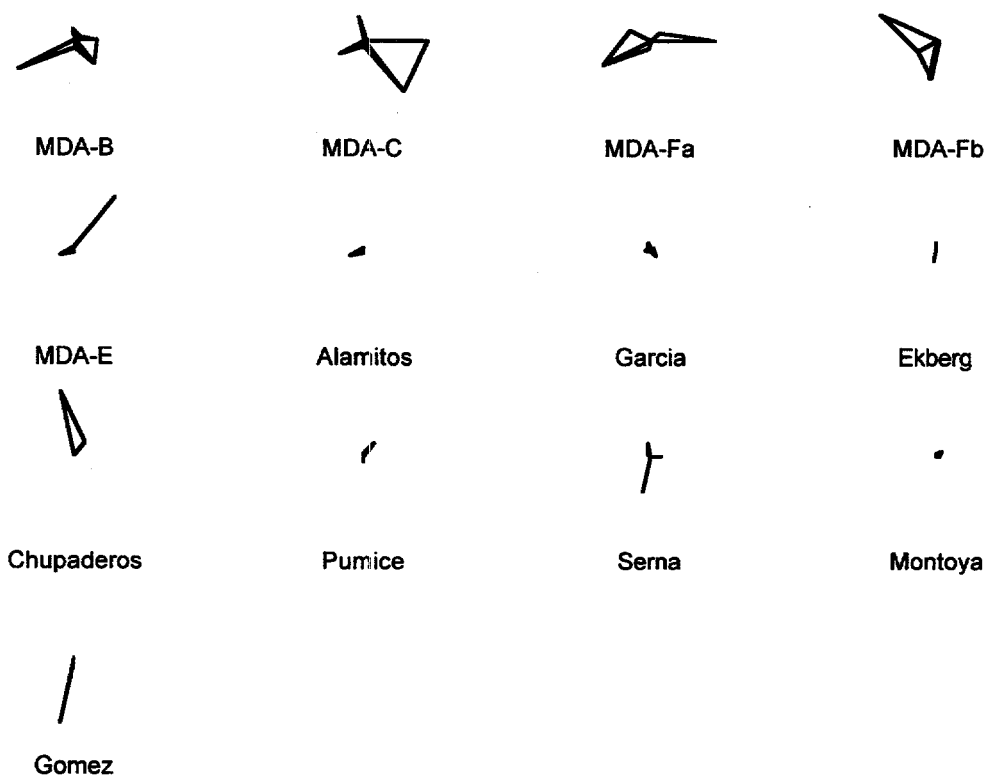 MDA-B MDA-C MDA-Fa MDA-Fb
MDA-E Alamitos Garcia Ekberg
Chupaderos Pumice Serna Montoya
Gomez